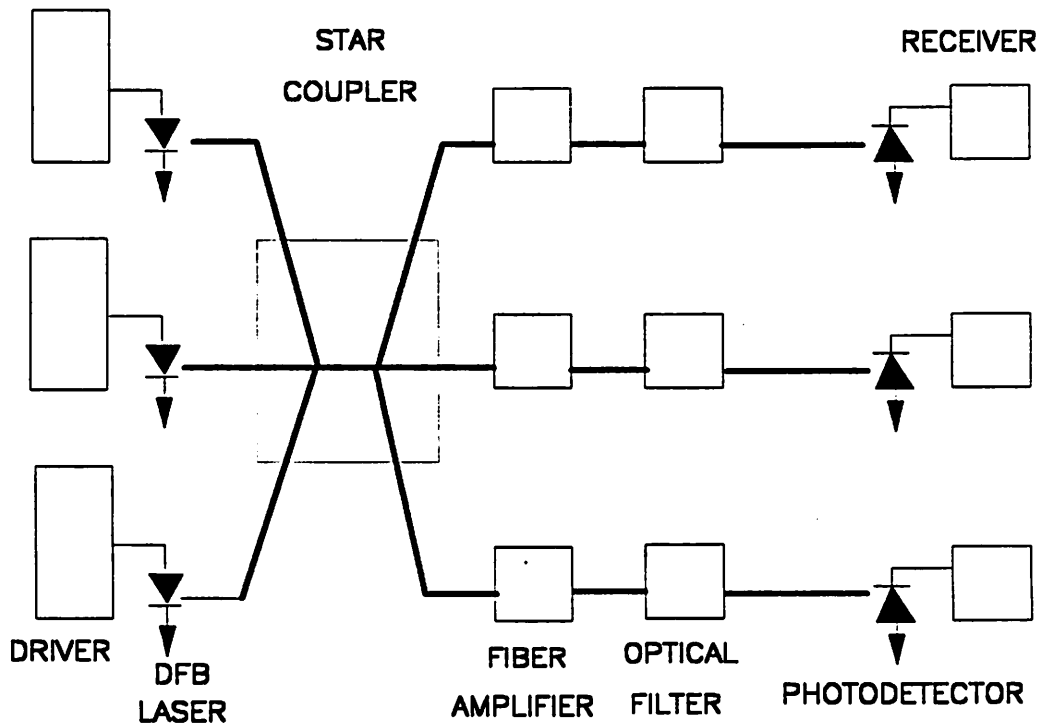 STAR
COUPLER
RECEIVER
DRIVER
DFB
LASER
FIBER
AMPLIFIER
OPTICAL
FILTER
PHOTODETECTOR